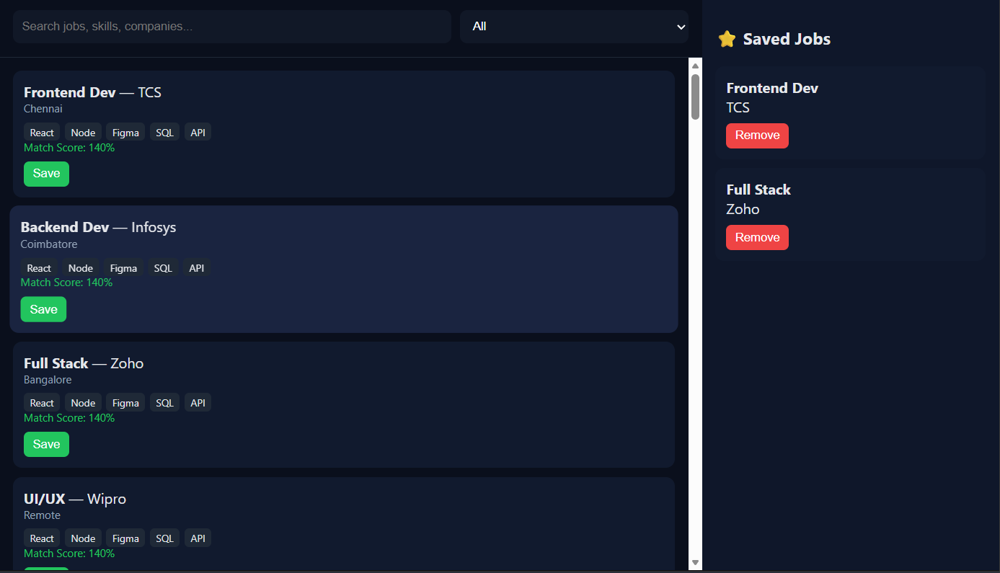 Search jobs, skills, companies...
All
Frontend Dev — TCS
Chennai
React Node Figma SQL API
Match Score: 140%
Save
Backend Dev — Infosys
Coimbatore
React Node Figma SQL API
Match Score: 140%
Save
Full Stack — Zoho
Bangalore
React Node Figma SQL API
Match Score: 140%
Save
UI/UX — Wipro
Remote
React Node Figma SQL API
Match Score: 140%
Saved Jobs
Frontend Dev
TCS
Remove
Full Stack
Zoho
Remove